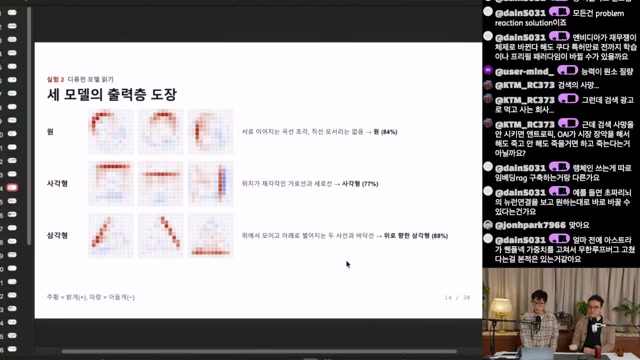 실험 2 디퓨전 모델 읽기
세 모델의 출력층 도장
원
서로 이어지는 곡선 조각, 직선 모서리는 없음 → 원 (84%)
사각형
위치가 제각각인 가로선과 세로선 → 사각형 (77%)
삼각형
위에서 모이고 아래로 벌어지는 두 사선과 바닥선 → 위로 향한 삼각형 (88%)
주황 = 밝게(+), 파랑 = 어둡게(−)
14 / 38
@dain5031 모든건 problem
reaction solution이죠
@dain5031 엔비디아가 재무쟁이
체제로 바뀐다 해도 쿠다 특허만료 전까지 학습
이나 프리필 패러다임이 바뀔 수가 있을까요
@user-mind_ 능력이 원소 질량
@KTM_RC373 검색의 사망...
@KTM_RC373 그런데 검색 광고
로 먹고 사는 회사...
@KTM_RC373 근데 검색 사망을
안 시키면 앤트로픽, OAI가 시장 장악을 해서
해도 죽고 안 해도 죽을거면 하고 죽는다는거
아닐까요?
@dain5031 랭체인 쓰는게 따로
임베딩rag 구축하는거랑 다른가요
@dain5031 예를 들면 초파리뇌
의 뉴런연결을 보고 원하는대로 바로 바꿀 수
있다는건가요
@jonhpark7966 맞아요
@dain5031 얼마 전에 아스트라
가 퀜플넥 가중치를 고쳐서 무한루프버그 고쳤
다는걸 본적은 있는거같아요